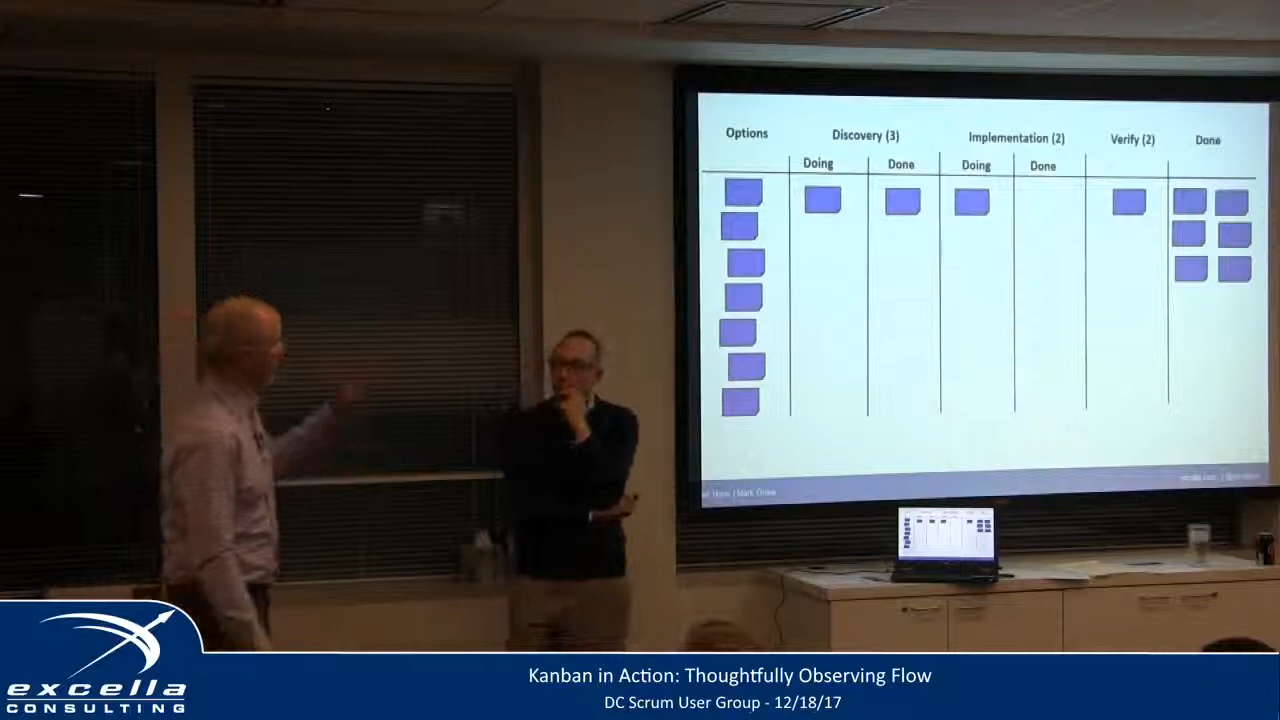 Options Discovery (3) Implementation (2) Verify (2) Done
Doing Done Doing Done
excella
CONSULTING
Kanban in Action: Thoughtfully Observing Flow
DC Scrum User Group - 12/18/17